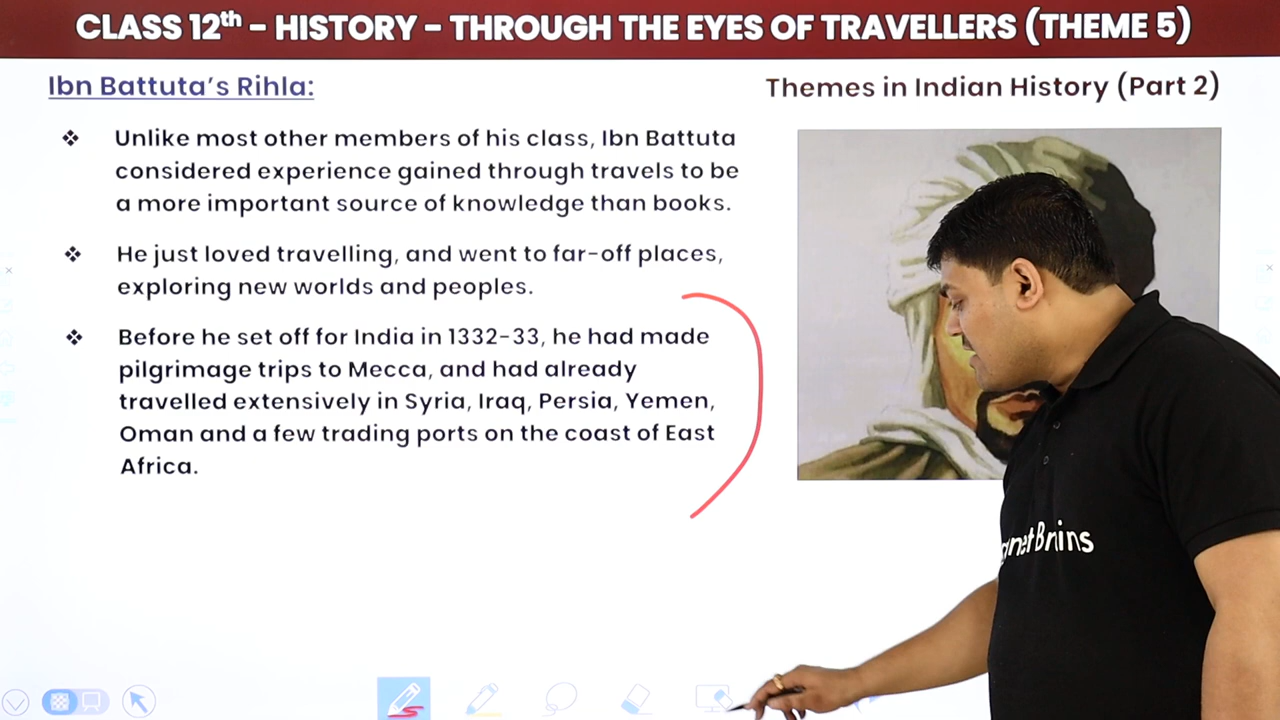 CLASS 12th – HISTORY – THROUGH THE EYES OF TRAVELLERS (THEME 5)
Ibn Battuta's Rihla:
Themes in Indian History (Part 2)
❖ Unlike most other members of his class, Ibn Battuta
considered experience gained through travels to be
a more important source of knowledge than books.
❖ He just loved travelling, and went to far-off places,
exploring new worlds and peoples.
❖ Before he set off for India in 1332-33, he had made
pilgrimage trips to Mecca, and had already
travelled extensively in Syria, Iraq, Persia, Yemen,
Oman and a few trading ports on the coast of East
Africa.